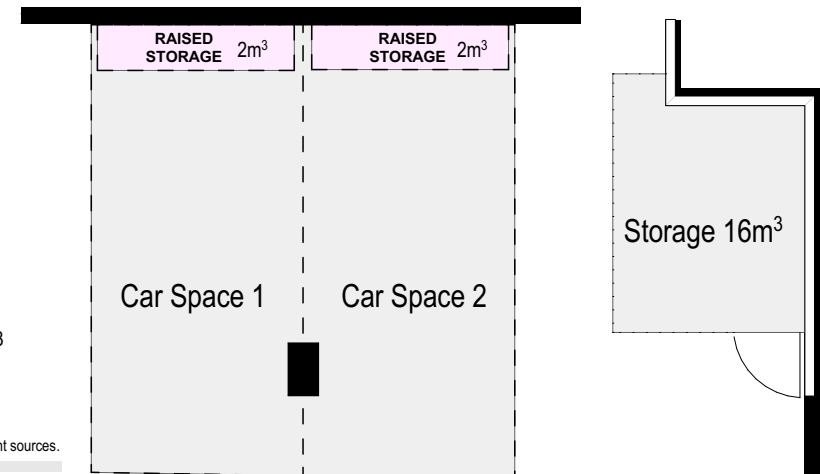 RAISED
STORAGE 2m³
RAISED
STORAGE 2m³
Storage 16m³
Car Space 1
Car Space 2
3
nt sources.